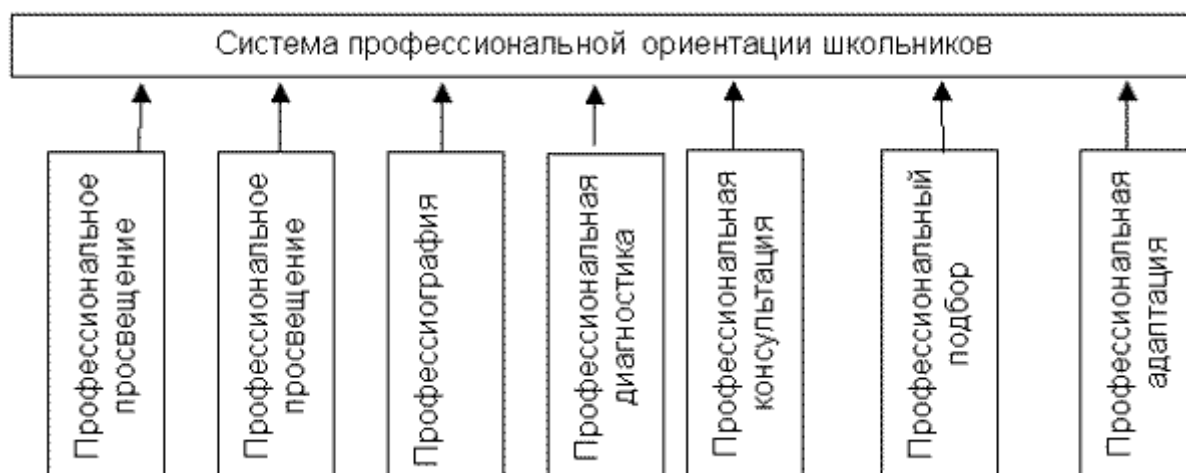 Система профессиональной ориентации школьников
Профессиональное
просвещение
Профессиональное
просвещение
Профессиография
Профессиональная
диагностика
Профессиональная
консультация
Профессиональный
подбор
Профессиональная
адаптация